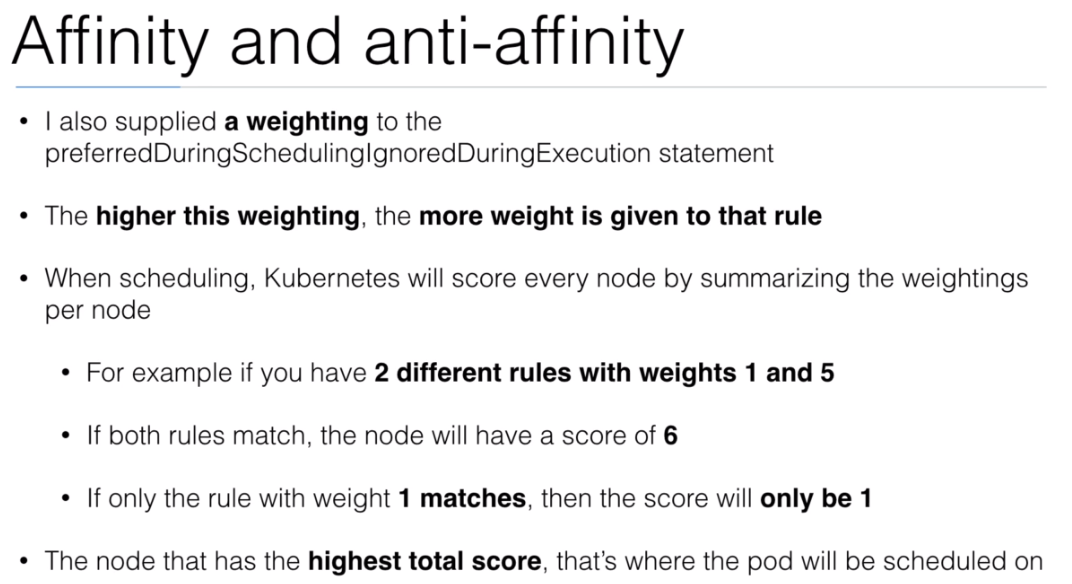 Affinity and anti-affinity
• I also supplied a weighting to the
preferredDuringSchedulingIgnoredDuringExecution statement
• The higher this weighting, the more weight is given to that rule
• When scheduling, Kubernetes will score every node by summarizing the weightings
per node
• For example if you have 2 different rules with weights 1 and 5
• If both rules match, the node will have a score of 6
• If only the rule with weight 1 matches, then the score will only be 1
• The node that has the highest total score, that's where the pod will be scheduled on